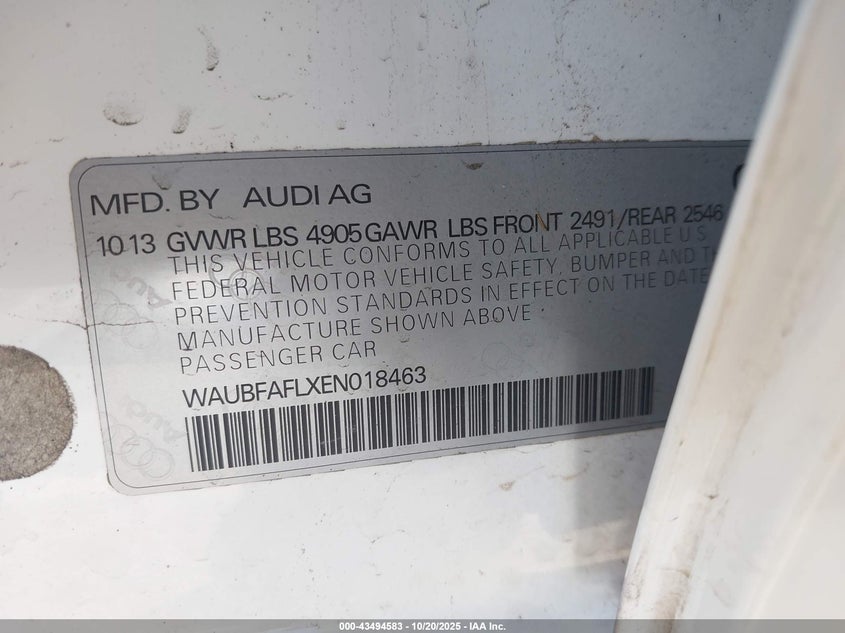 MFD. BY AUDI AG
10 13 GVWR LBS 4905 GAWR LBS FRONT 2491/REAR 2546
THIS VEHICLE CONFORMS TO ALL APPLICABLE U S
FEDERAL MOTOR VEHICLE SAFETY, BUMPER AND
PREVENTION STANDARDS IN EFFECT ON THE DATE
MANUFACTURE SHOWN ABOVE
PASSENGER CAR
WAUBFAFLXEN018463
000-43494583 | 10/20/2025 - IAA Inc.